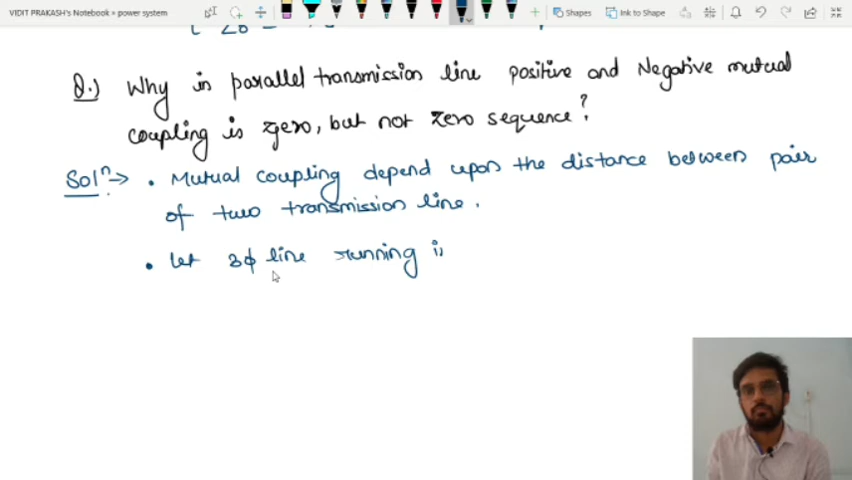 VIDIT PRAKASH's Notebook » power system
Shapes
Ink to Shape
Q.) Why in parallel transmission line positive and Negative mutual
coupling is zero, but not zero sequence?
Solⁿ→ • Mutual coupling depend upon the distance between pair
of two transmission line.
• Let 3ϕ line running i